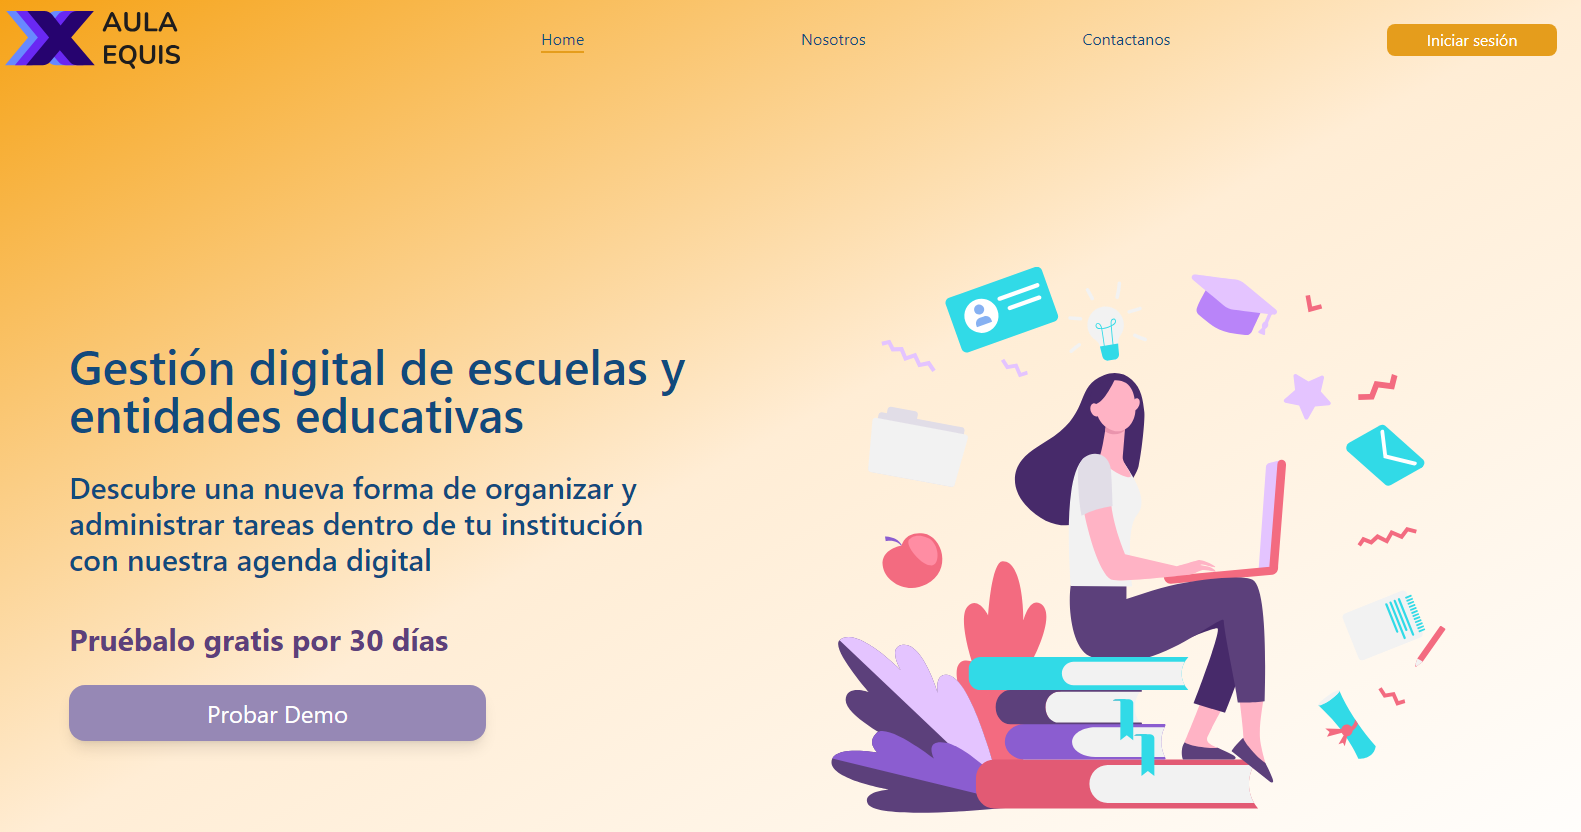 AULA
EQUIS
Home
Nosotros
Contactanos
Iniciar sesión
Gestión digital de escuelas y
entidades educativas
Descubre una nueva forma de organizar y
administrar tareas dentro de tu institución
con nuestra agenda digital
Pruébalo gratis por 30 días
Probar Demo